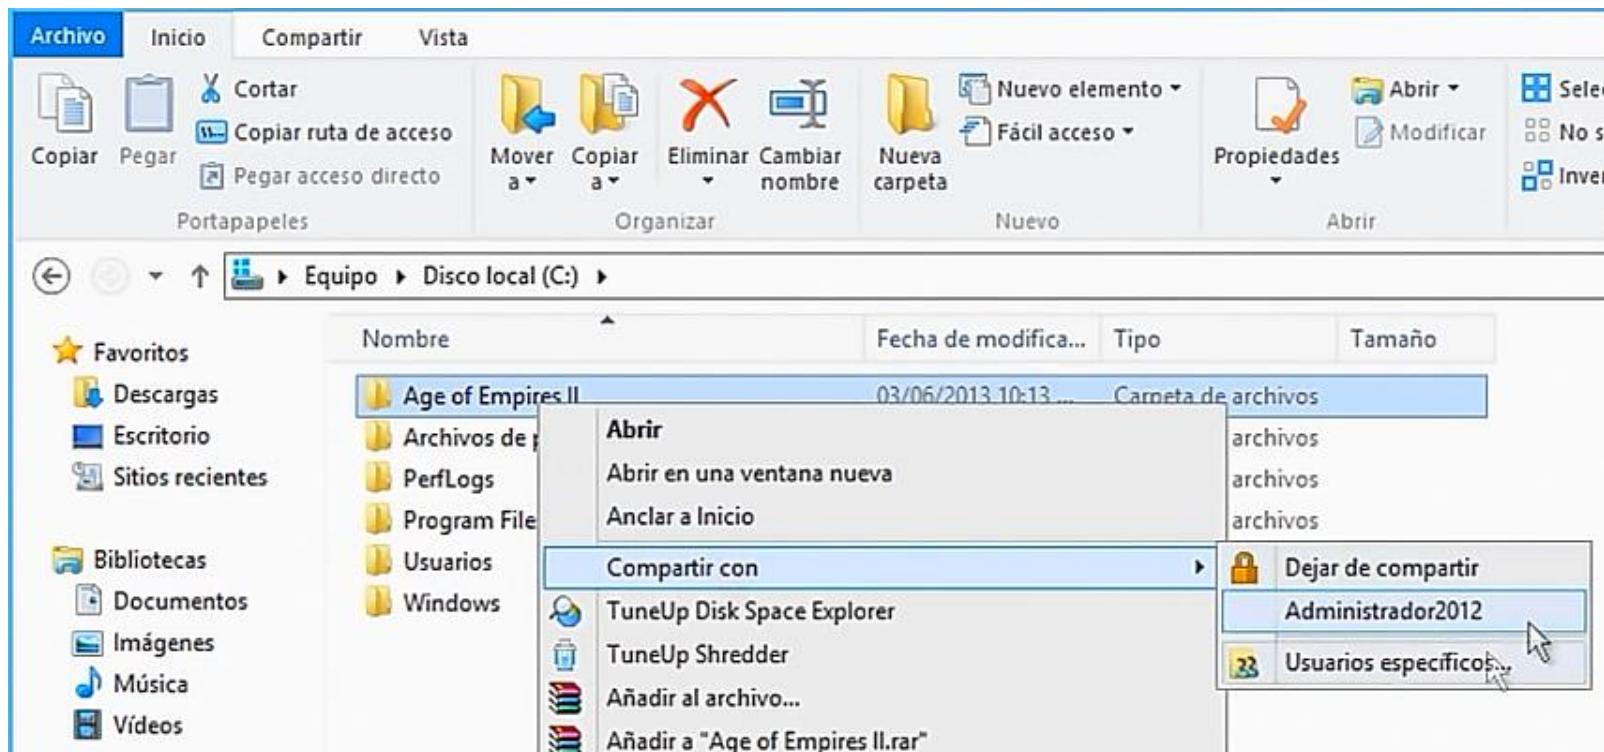 Archivo Inicio Compartir Vista
Copiar
Pegar
Cortar
Copiar ruta de acceso
Pegar acceso directo
Portapapeles
Mover a
Copiar a
Eliminar
Cambiar nombre
Organizar
Nueva carpeta
Nuevo elemento
Fácil acceso
Nuevo
Propiedades
Abrir
Modificar
Abrir
No
Equipo Disco local (C:)
Nombre Fecha de modifica... Tipo Tamaño
Favoritos
Descargas
Escritorio
Sitios recientes
Bibliotecas
Documentos
Imágenes
Música
Vídeos
Age of Empires II 03/06/2013 10:13 ... Carpeta de archivos
Archivos de archivos
PerfLogs archivos
Program File archivos
Usuarios
Windows
Abrir
Abrir en una ventana nueva
Anclar a Inicio
Compartir con
TuneUp Disk Space Explorer
TuneUp Shredder
Añadir al archivo...
Añadir a "Age of Empires II.rar"
Dejar de compartir
Administrador2012
Usuarios específicos...